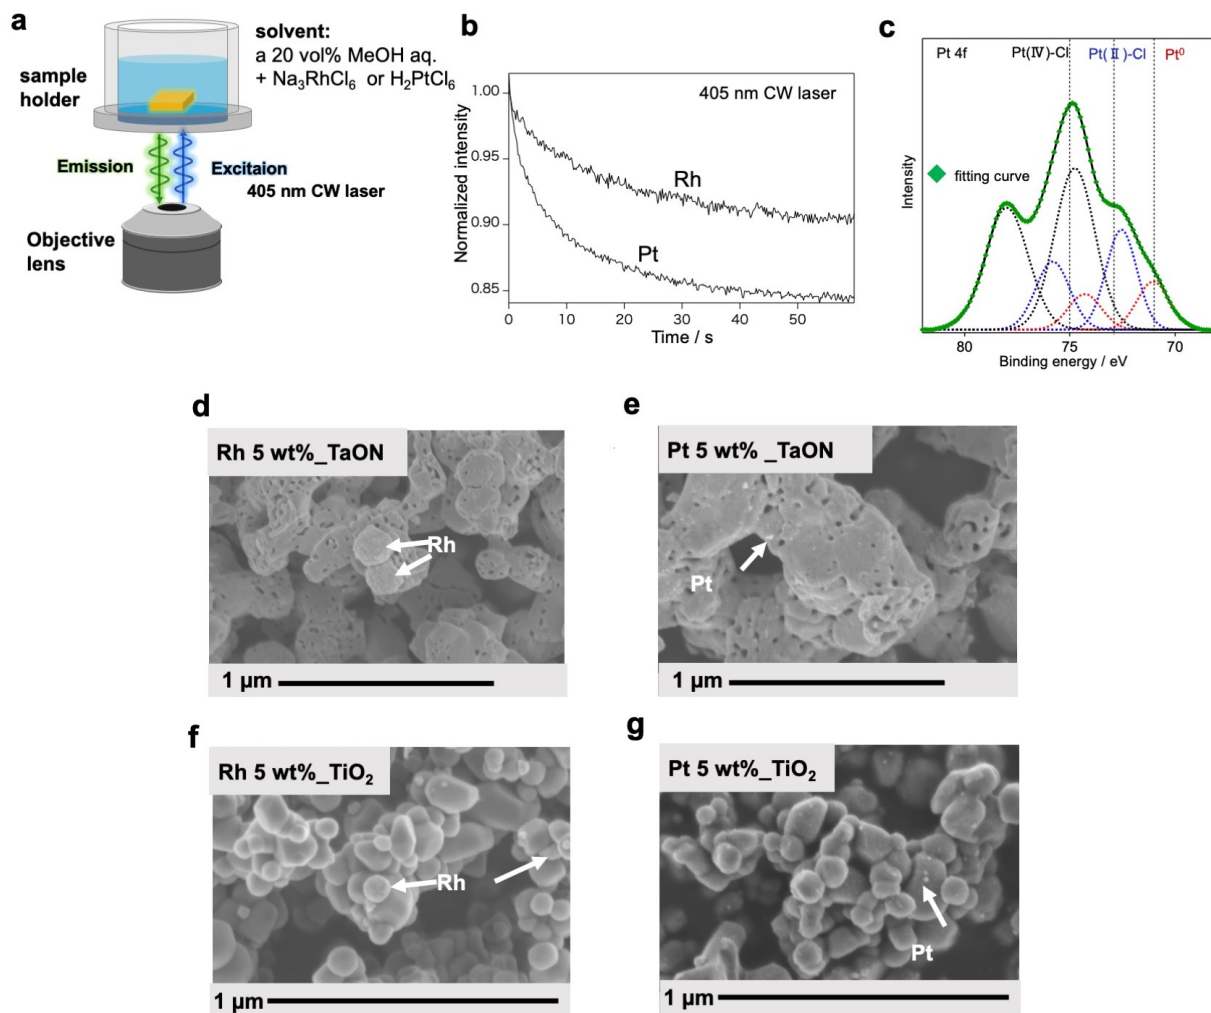 a
solvent:
a 20 vol% MeOH aq.
+ Na₃RhCl₆ or H₂PtCl₆
sample
holder
Emission
Excitaion
405 nm CW laser
Objective
lens
b
Normalized intensity
1.00
0.95
0.90
0.85
405 nm CW laser
Rh
Pt
0 10 20 30 40 50
Time / s
c
Pt 4f
Pt(IV)-Cl
Pt(II)-Cl
Pt⁰
Intensity
fitting curve
80 75 70
Binding energy / eV
d
Rh 5 wt%_TaON
Rh
1 µm
e
Pt 5 wt% _TaON
Pt
1 µm
f
Rh 5 wt%_TiO₂
Rh
1 µm
g
Pt 5 wt%_TiO₂
Pt
1 µm